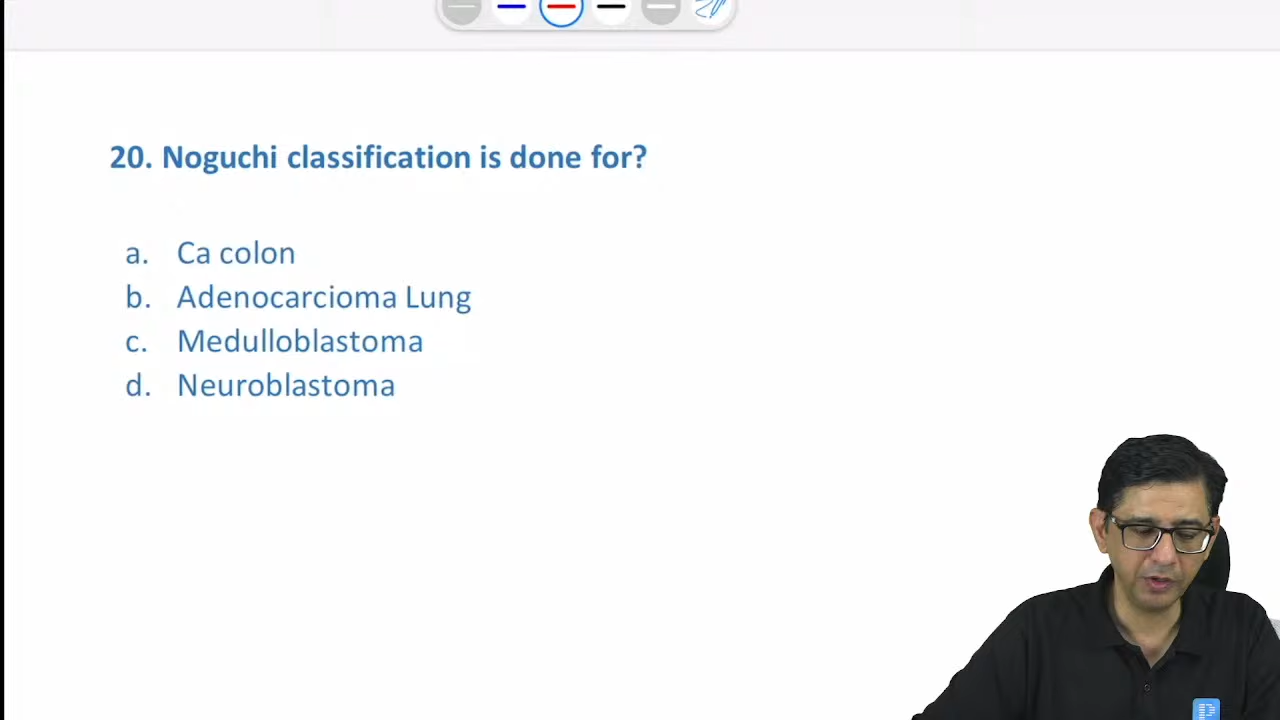 20. Noguchi classification is done for?
a. Ca colon
b. Adenocarcioma Lung
c. Medulloblastoma
d. Neuroblastoma